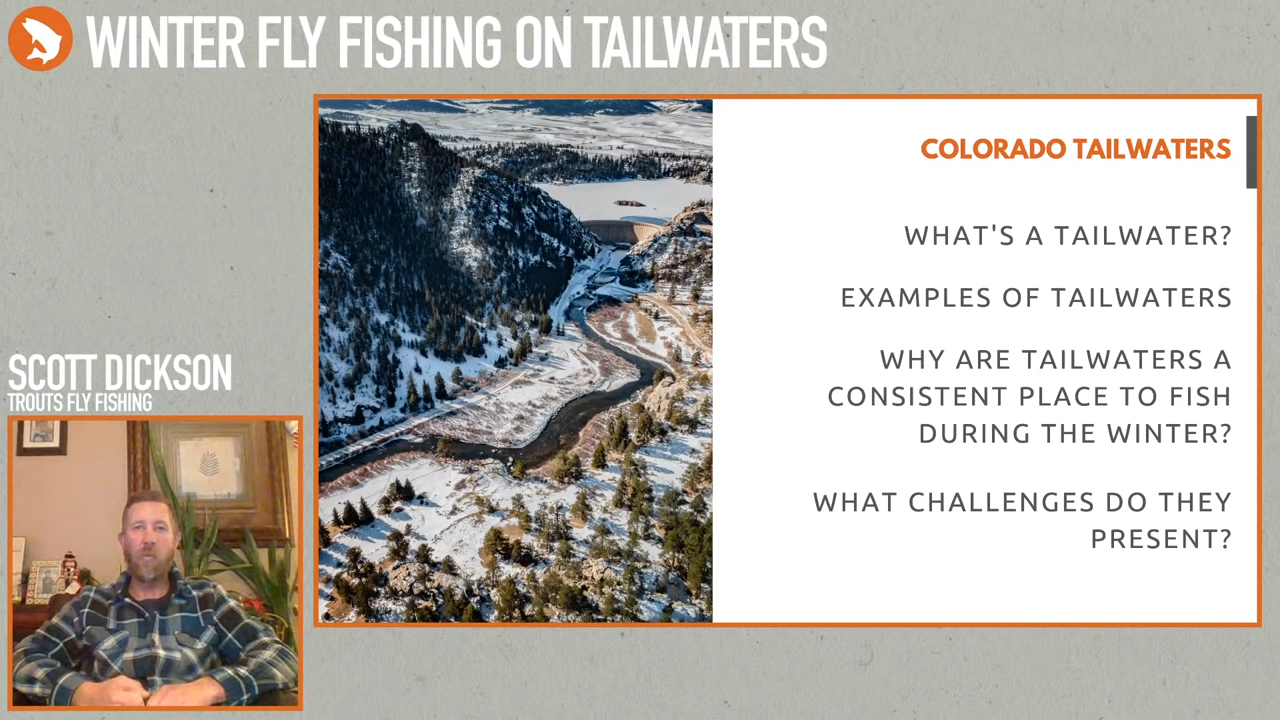 WINTER FLY FISHING ON TAILWATERS
COLORADO TAILWATERS
WHAT'S A TAILWATER?
EXAMPLES OF TAILWATERS
WHY ARE TAILWATERS A
CONSISTENT PLACE TO FISH
DURING THE WINTER?
WHAT CHALLENGES DO THEY
PRESENT?
SCOTT DICKSON
TROUTS FLY FISHING